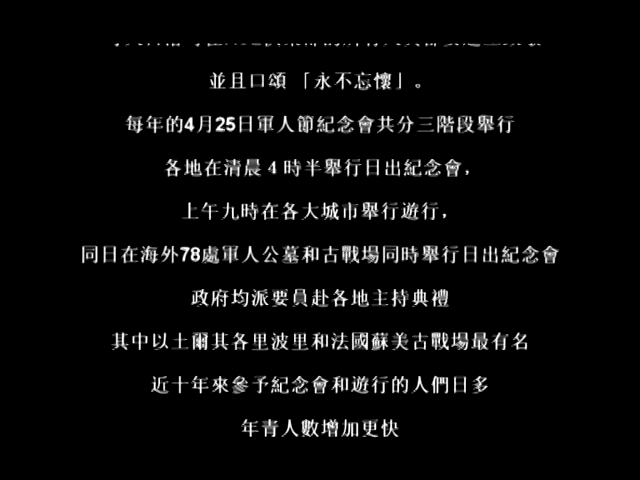 並且口頌 「永不忘懷」。
每年的4月25日軍人節紀念會共分三階段舉行
各地在清晨４時半舉行日出紀念會，
上午九時在各大城市舉行遊行，
同日在海外78處軍人公墓和古戰場同時舉行日出紀念會
政府均派要員赴各地主持典禮
其中以土爾其各里波里和法國蘇美古戰場最有名
近十年來參予紀念會和遊行的人們日多
年青人數增加更快